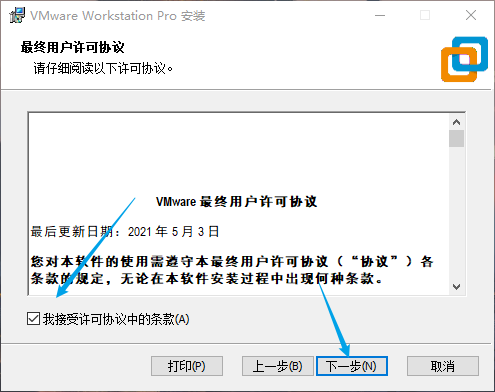 VMware Workstation Pro 安装
最终用户许可协议
请仔细阅读以下许可协议。
VMware 最终用户许可协议
最后更新日期：2021 年 5 月 3 日
您对本软件的使用需遵守本最终用户许可协议（“协议”）各
条款的规定，无论在本软件安装过程中出现何种条款。
我接受许可协议中的条款(A)
打印(P) 上一步(B) 下一步(N) 取消